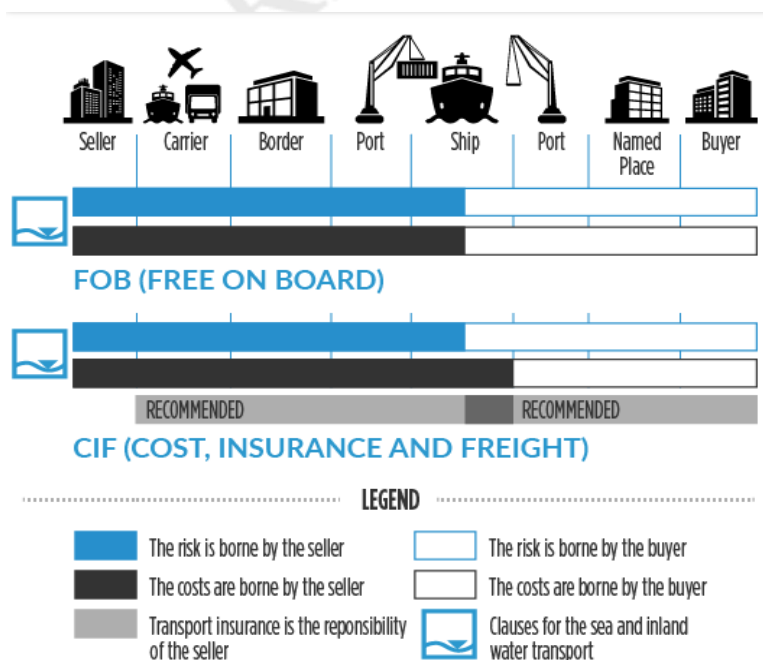 Seller
Carrier
Border
Port
Ship
Port
Named
Place
Buyer
FOB (FREE ON BOARD)
RECOMMENDED
RECOMMENDED
CIF (COST, INSURANCE AND FREIGHT)
LEGEND
The risk is borne by the seller
The risk is borne by the buyer
The costs are borne by the seller
The costs are borne by the buyer
Transport insurance is the reponsibility
of the seller
Clauses for the sea and inland
water transport